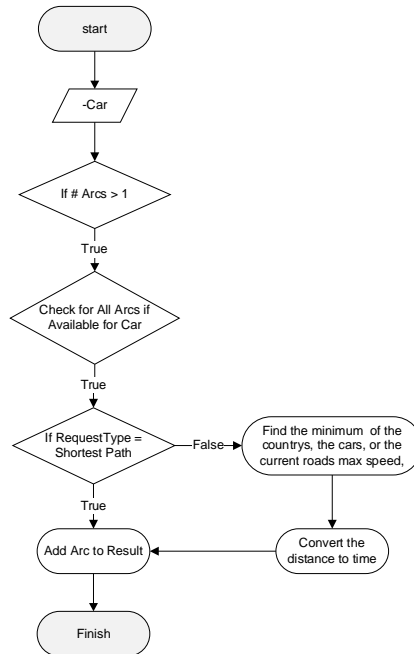 start
-Car
If # Arcs > 1
True
Check for All Arcs if
Available for Car
True
If RequestType =
Shortest Path
False
Find the minimum of the
countrys, the cars, or the
current roads max speed,
True
Add Arc to Result
Convert the
distance to time
Finish